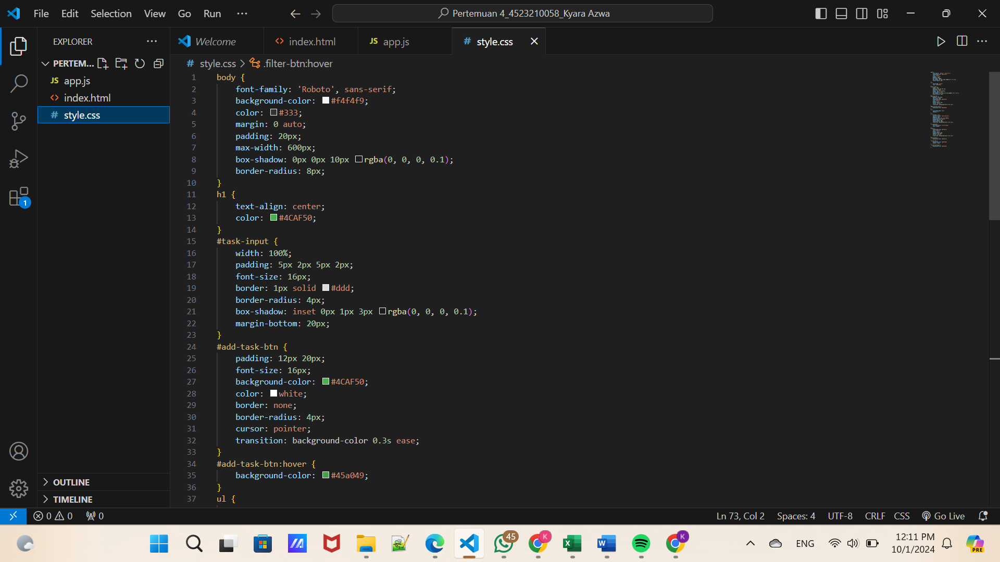 File Edit Selection View Go Run ···
Pertemuan 4_4523210058_Kyara Azwa
EXPLORER
PERTEM...
JS app.js
<> index.html
# style.css
1
OUTLINE
TIMELINE
Welcome
<> index.html
JS app.js
# style.css
# style.css > .filter-btn:hover
1 body {
2 font-family: 'Roboto', sans-serif;
3 background-color: #f4f4f9;
4 color: #333;
5 margin: 0 auto;
6 padding: 20px;
7 max-width: 600px;
8 box-shadow: 0px 0px 10px rgba(0, 0, 0, 0.1);
9 border-radius: 8px;
10 }
11 h1 {
12 text-align: center;
13 color: #4CAF50;
14 }
15 #task-input {
16 width: 100%;
17 padding: 5px 2px 5px 2px;
18 font-size: 16px;
19 border: 1px solid #ddd;
20 border-radius: 4px;
21 box-shadow: inset 0px 1px 3px rgba(0, 0, 0, 0.1);
22 margin-bottom: 20px;
23 }
24 #add-task-btn {
25 padding: 12px 20px;
26 font-size: 16px;
27 background-color: #4CAF50;
28 color: white;
29 border: none;
30 border-radius: 4px;
31 cursor: pointer;
32 transition: background-color 0.3s ease;
33 }
34 #add-task-btn:hover {
35 background-color: #45a049;
36 }
37 ul {
0 0 0
Ln 73, Col 2 Spaces: 4 UTF-8 CRLF CSS Go Live
45
K
X
W
K
ENG
12:11 PM
10/1/2024
PRE